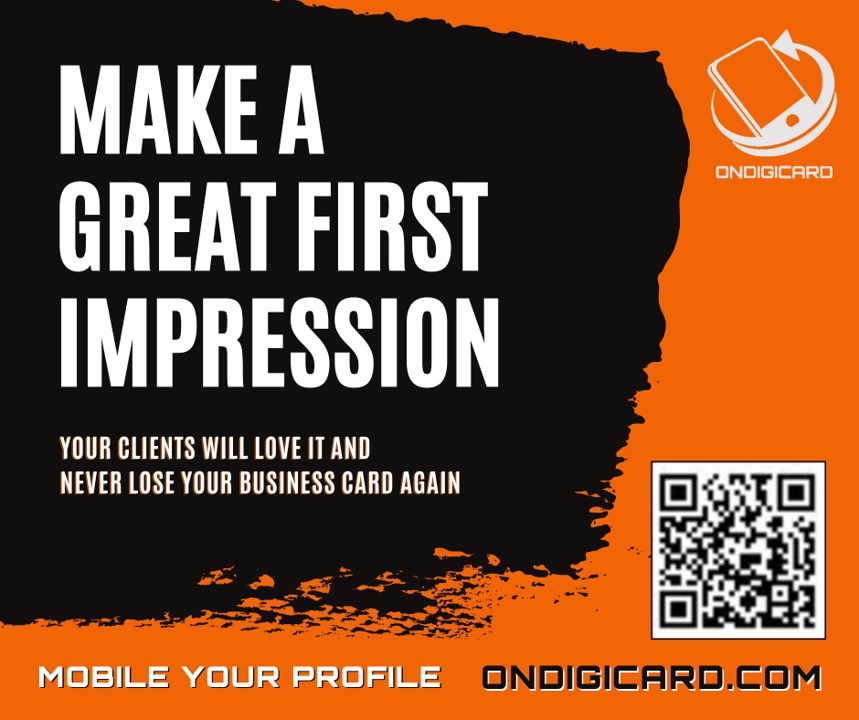 MAKE A
GREAT FIRST
IMPRESSION
ONDIGICARD
YOUR CLIENTS WILL LOVE IT AND
NEVER LOSE YOUR BUSINESS CARD AGAIN
MOBILE YOUR PROFILE
ONDIGICARD.COM